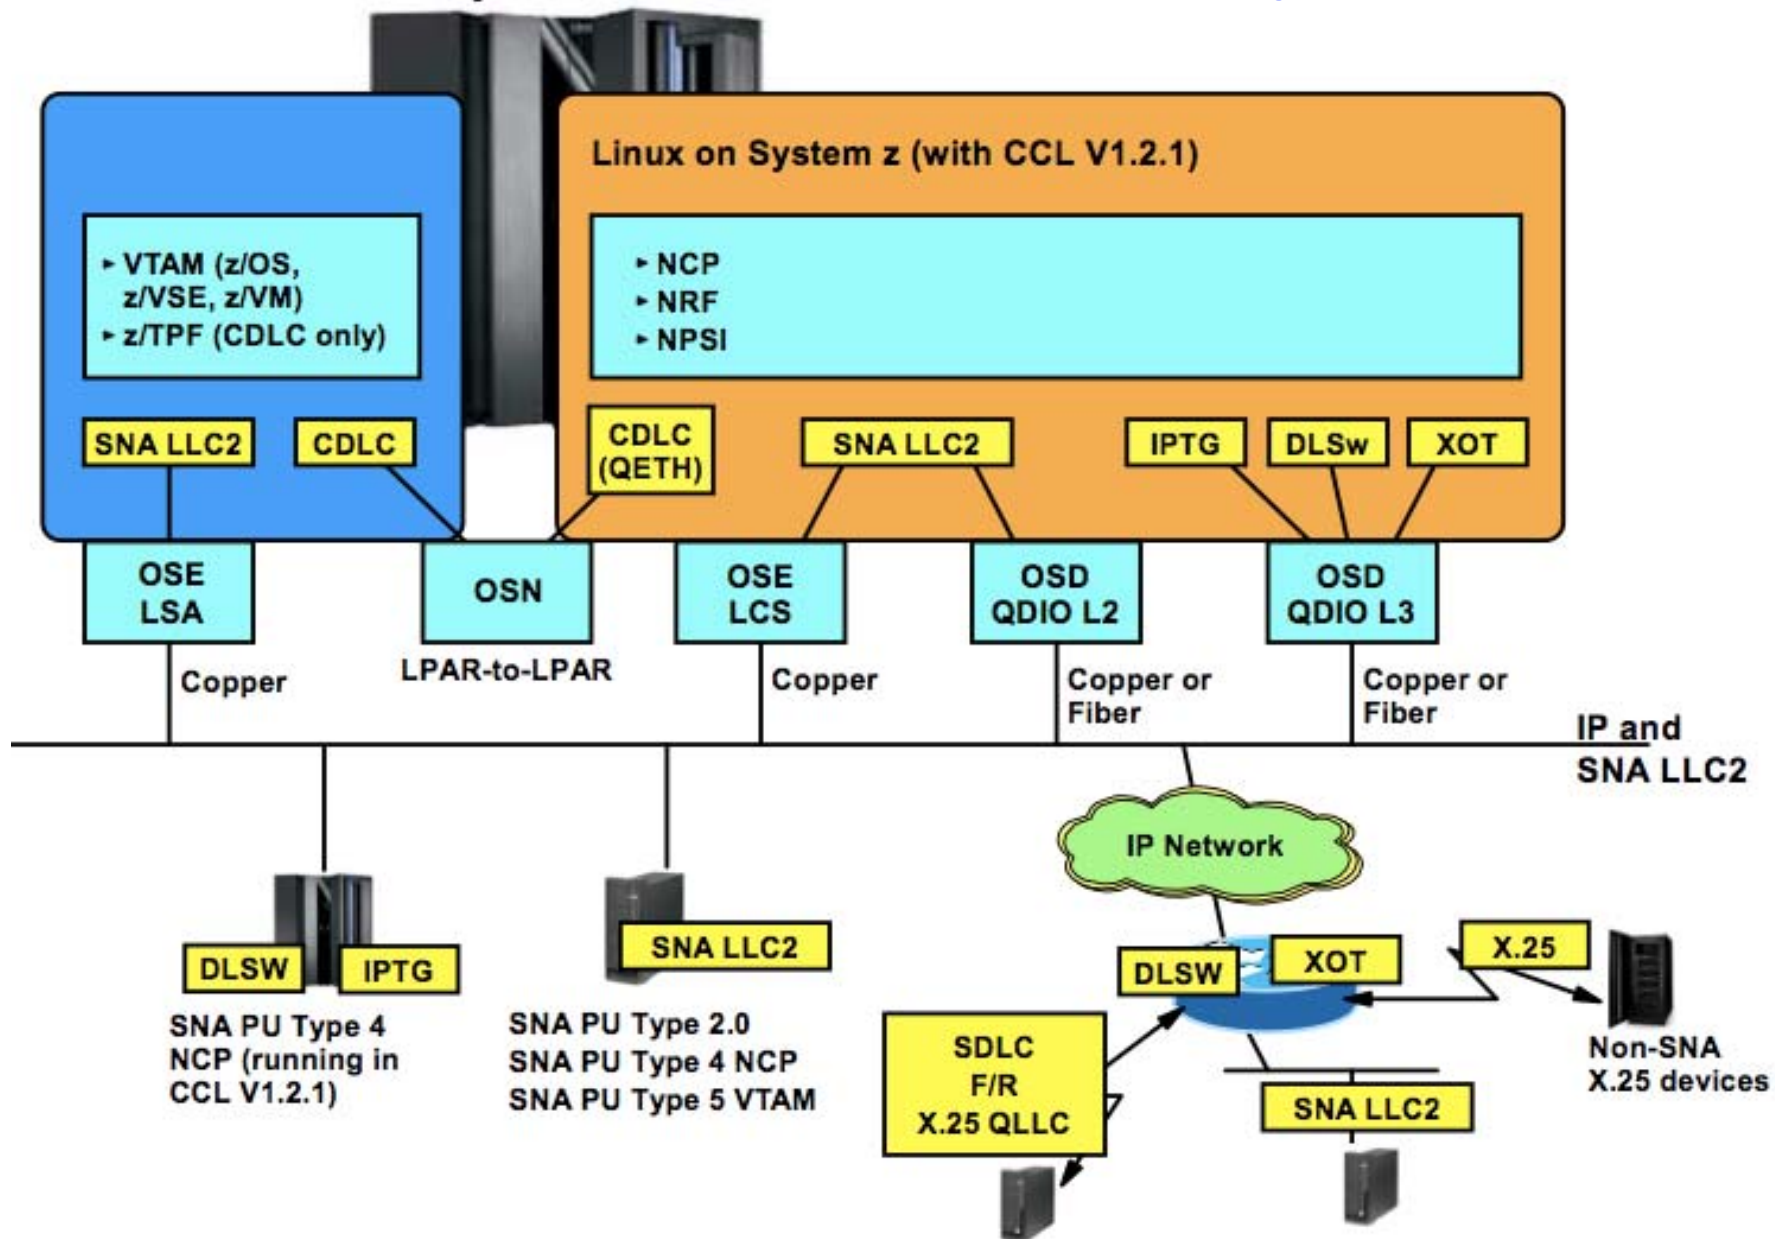 Linux on System z (with CCL V1.2.1)
► VTAM (z/OS,
z/VSE, z/VM)
► z/TPF (CDLC only)
► NCP
► NRF
► NPSI
SNA LLC2
CDLC
CDLC
(QETH)
SNA LLC2
IPTG
DLSw
XOT
OSE
LSA
OSN
OSE
LCS
OSD
QDIO L2
OSD
QDIO L3
Copper
LPAR-to-LPAR
Copper
Copper or
Fiber
Copper or
Fiber
IP and
SNA LLC2
IP Network
DLSW
IPTG
SNA PU Type 4
NCP (running in
CCL V1.2.1)
SNA LLC2
SNA PU Type 2.0
SNA PU Type 4 NCP
SNA PU Type 5 VTAM
DLSW
XOT
X.25
Non-SNA
X.25 devices
SDLC
F/R
X.25 QLLC
SNA LLC2